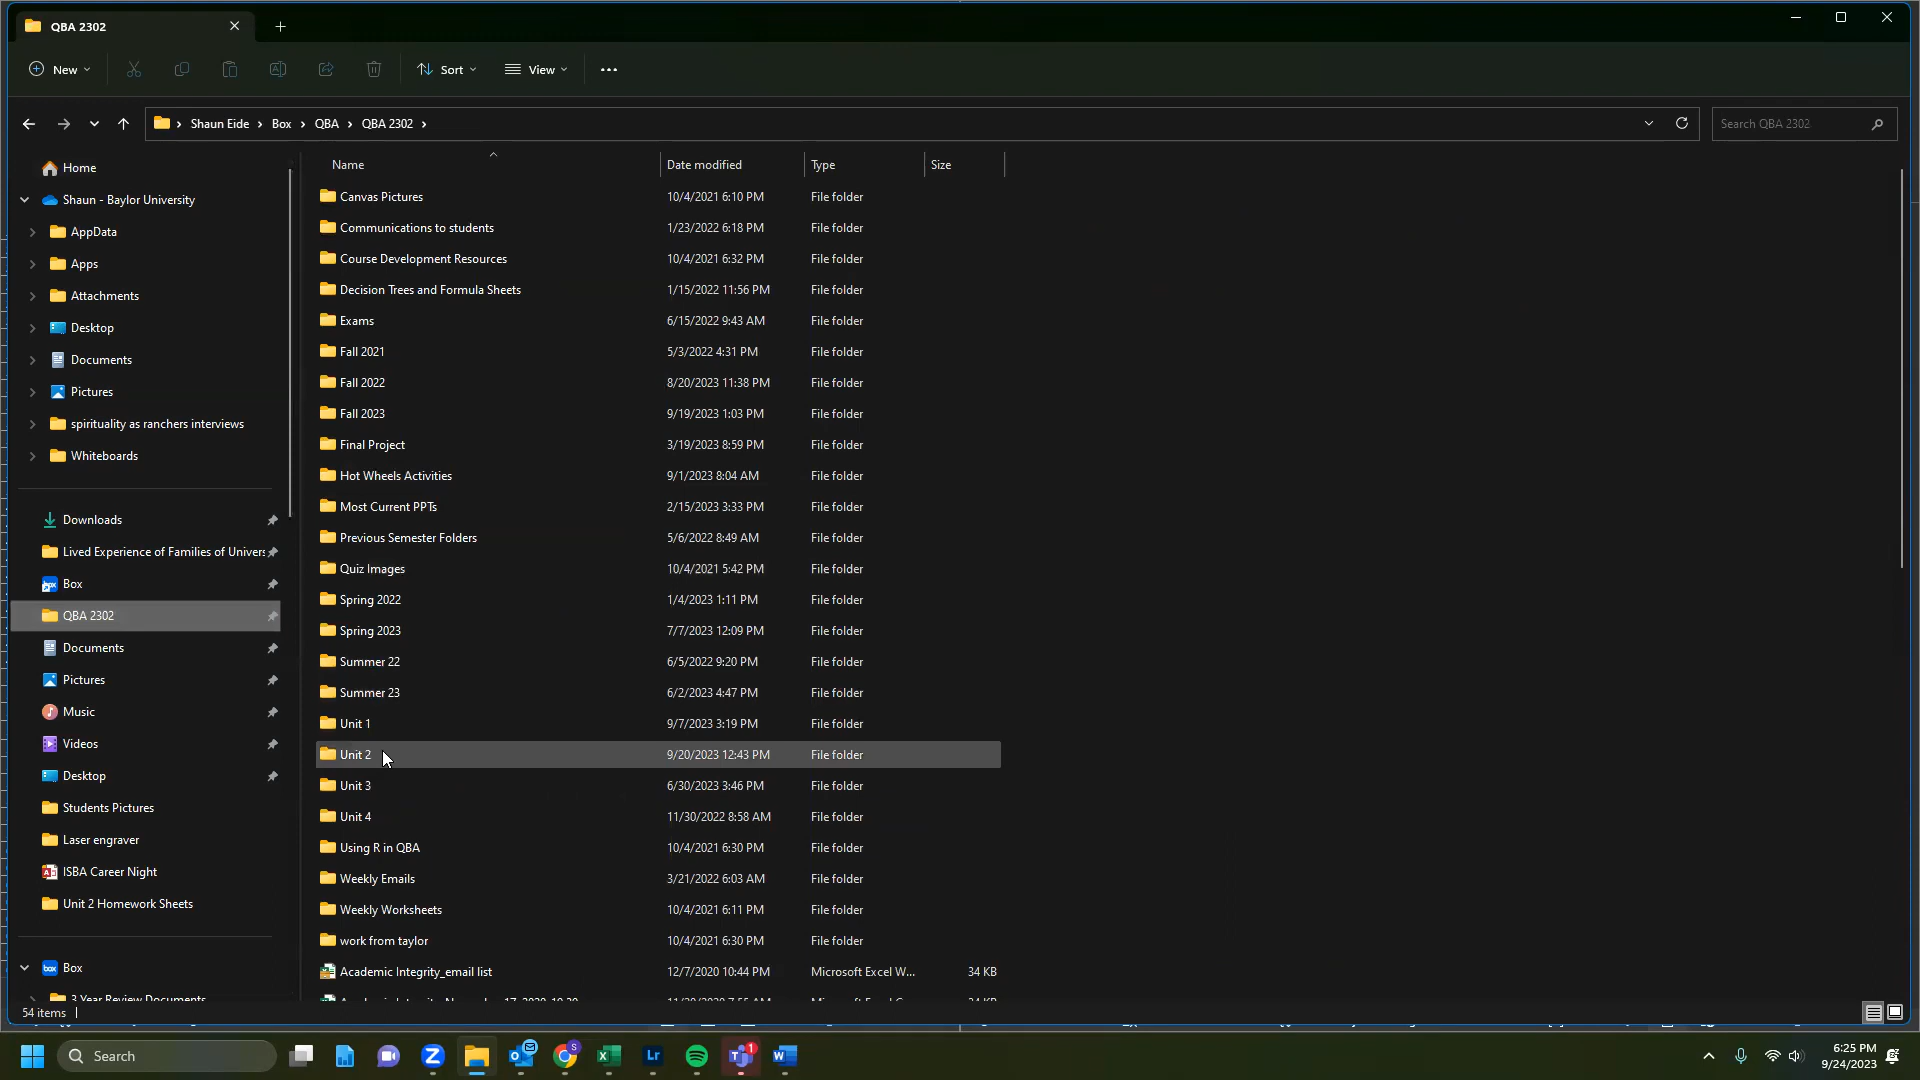 QBA 2302
New
Sort
View
Shaun Eide
Box
QBA
QBA 2302
Search QBA 2302
Home
Shaun - Baylor University
AppData
Apps
Attachments
Desktop
Documents
Pictures
spirituality as ranchers interviews
Whiteboards
Downloads
Lived Experience of Families of Univers
Box
QBA 2302
Documents
Pictures
Music
Videos
Desktop
Students Pictures
Laser engraver
ISBA Career Night
Unit 2 Homework Sheets
box Box
3 Year Review Documents
Name Date modified Type Size
Canvas Pictures 10/4/2021 6:10 PM File folder
Communications to students 1/23/2022 6:18 PM File folder
Course Development Resources 10/4/2021 6:32 PM File folder
Decision Trees and Formula Sheets 1/15/2022 11:56 PM File folder
Exams 6/15/2022 9:43 AM File folder
Fall 2021 5/3/2022 4:31 PM File folder
Fall 2022 8/20/2023 11:38 PM File folder
Fall 2023 9/19/2023 1:03 PM File folder
Final Project 3/19/2023 8:59 PM File folder
Hot Wheels Activities 9/1/2023 8:04 AM File folder
Most Current PPTs 2/15/2023 3:33 PM File folder
Previous Semester Folders 5/6/2022 8:49 AM File folder
Quiz Images 10/4/2021 5:42 PM File folder
Spring 2022 1/4/2023 1:11 PM File folder
Spring 2023 7/7/2023 12:09 PM File folder
Summer 22 6/5/2022 9:20 PM File folder
Summer 23 6/2/2023 4:47 PM File folder
Unit 1 9/7/2023 3:19 PM File folder
Unit 2 9/20/2023 12:43 PM File folder
Unit 3 6/30/2023 3:46 PM File folder
Unit 4 11/30/2022 8:58 AM File folder
Using R in QBA 10/4/2021 6:30 PM File folder
Weekly Emails 3/21/2022 6:03 AM File folder
Weekly Worksheets 10/4/2021 6:11 PM File folder
work from taylor 10/4/2021 6:30 PM File folder
Academic Integrity_email list 12/7/2020 10:44 PM Microsoft Excel W... 34 KB
54 items
Search
6:25 PM
9/24/2023